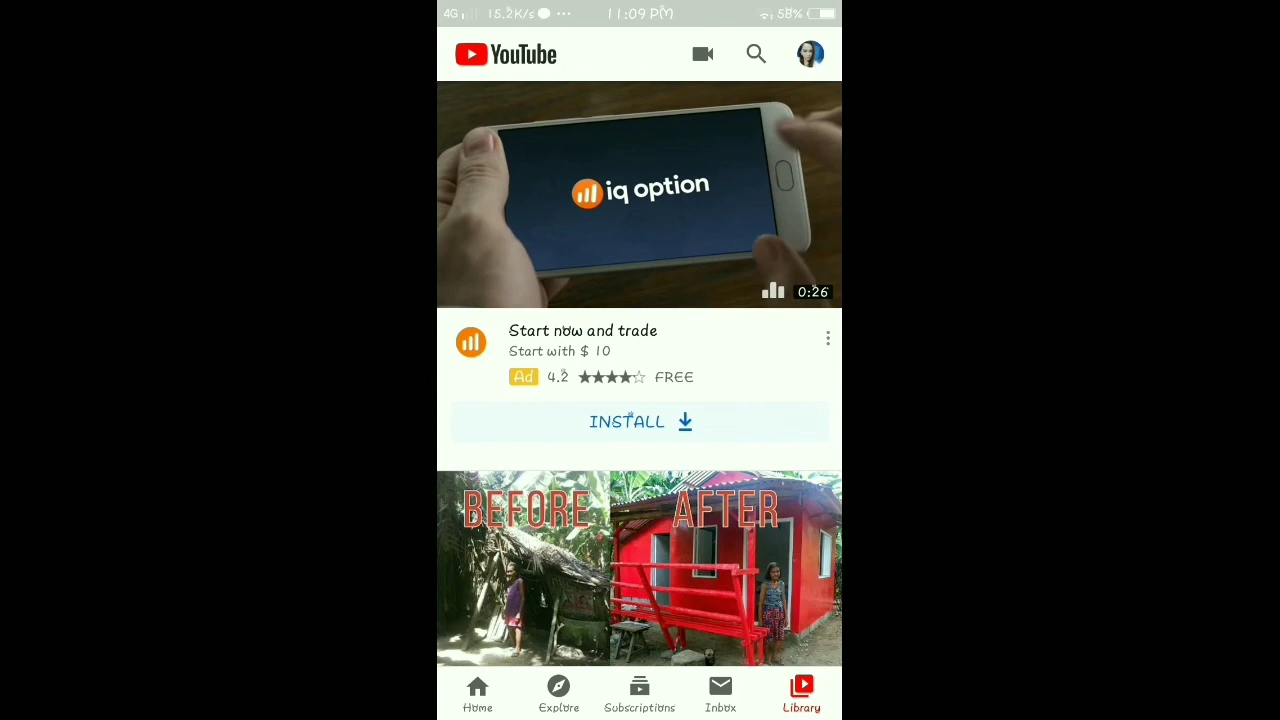 4G 15.2K/s ... 11:09 PM 58%
YouTube
iq option
0:26
Start now and trade
Start with $ 10
Ad 4.2 ★★★★☆ FREE
INSTALL
BEFORE AFTER
Home Explore Subscriptions Inbox Library